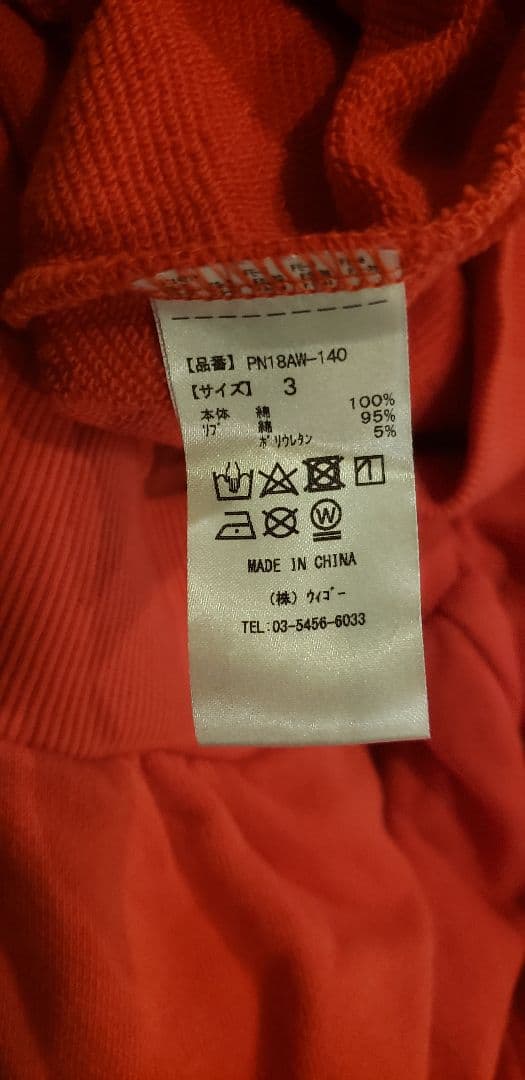 【品番】 PN18AW-140
【サイズ】 3
本体 綿 100%
リブ 綿 95%
ポリウレタン 5%
W
MADE IN CHINA
(株) ウィゴー
TEL:03-5456-6033